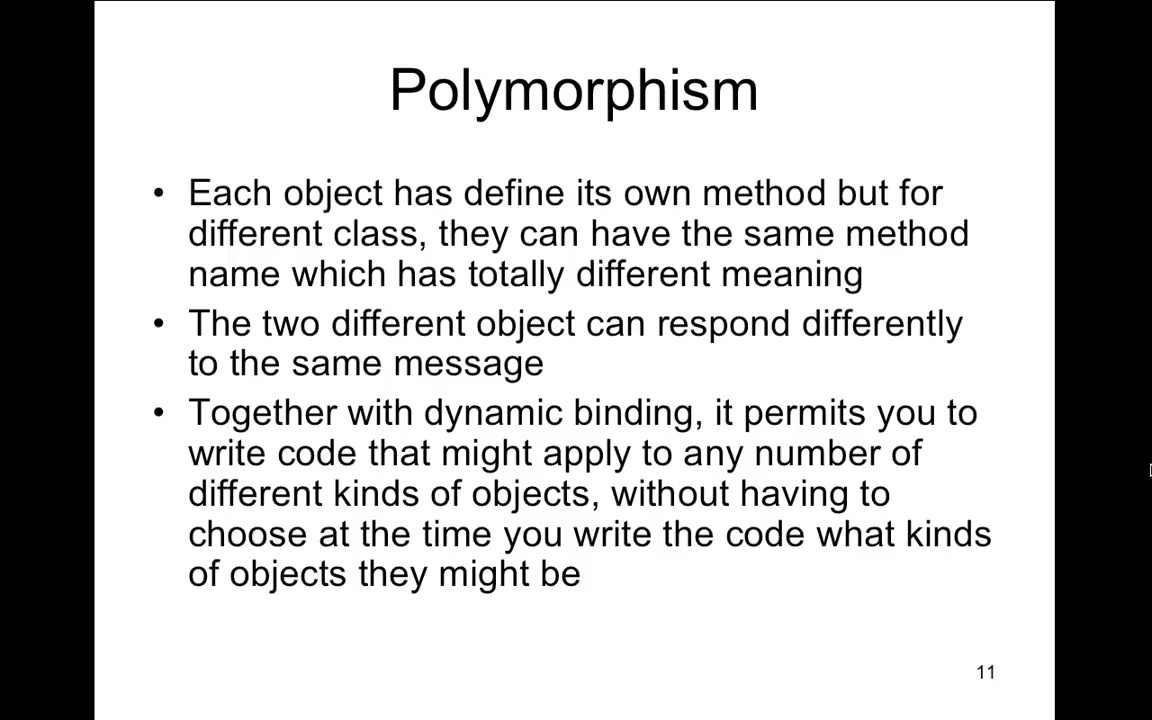 Polymorphism
• Each object has define its own method but for
different class, they can have the same method
name which has totally different meaning
• The two different object can respond differently
to the same message
• Together with dynamic binding, it permits you to
write code that might apply to any number of
different kinds of objects, without having to
choose at the time you write the code what kinds
of objects they might be
11